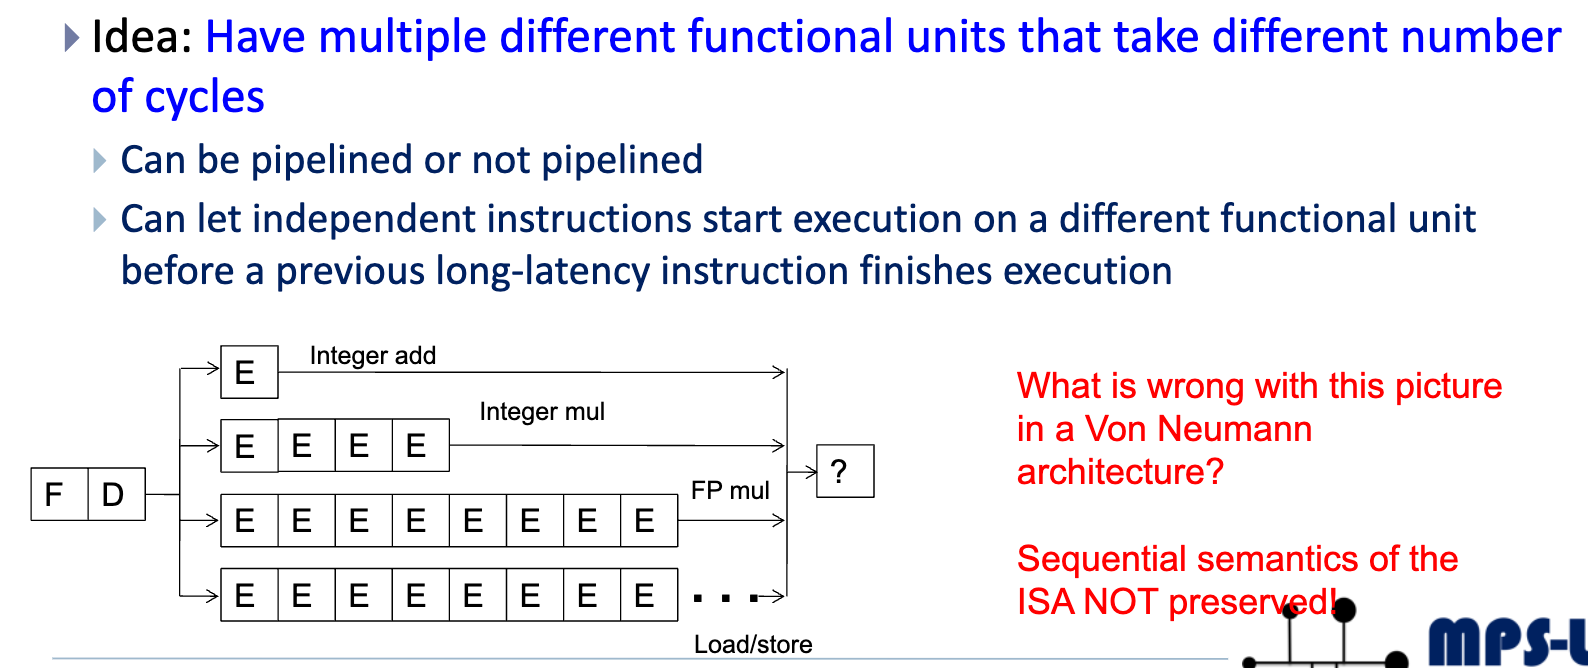 Idea: Have multiple different functional units that take different number
of cycles
Can be pipelined or not pipelined
Can let independent instructions start execution on a different functional unit
before a previous long-latency instruction finishes execution
E
Integer add
E E E E
Integer mul
F D
E E E E E E E E
FP mul
?
E E E E E E E E . . .
Load/store
What is wrong with this picture
in a Von Neumann
architecture?
Sequential semantics of the
ISA NOT preserved!